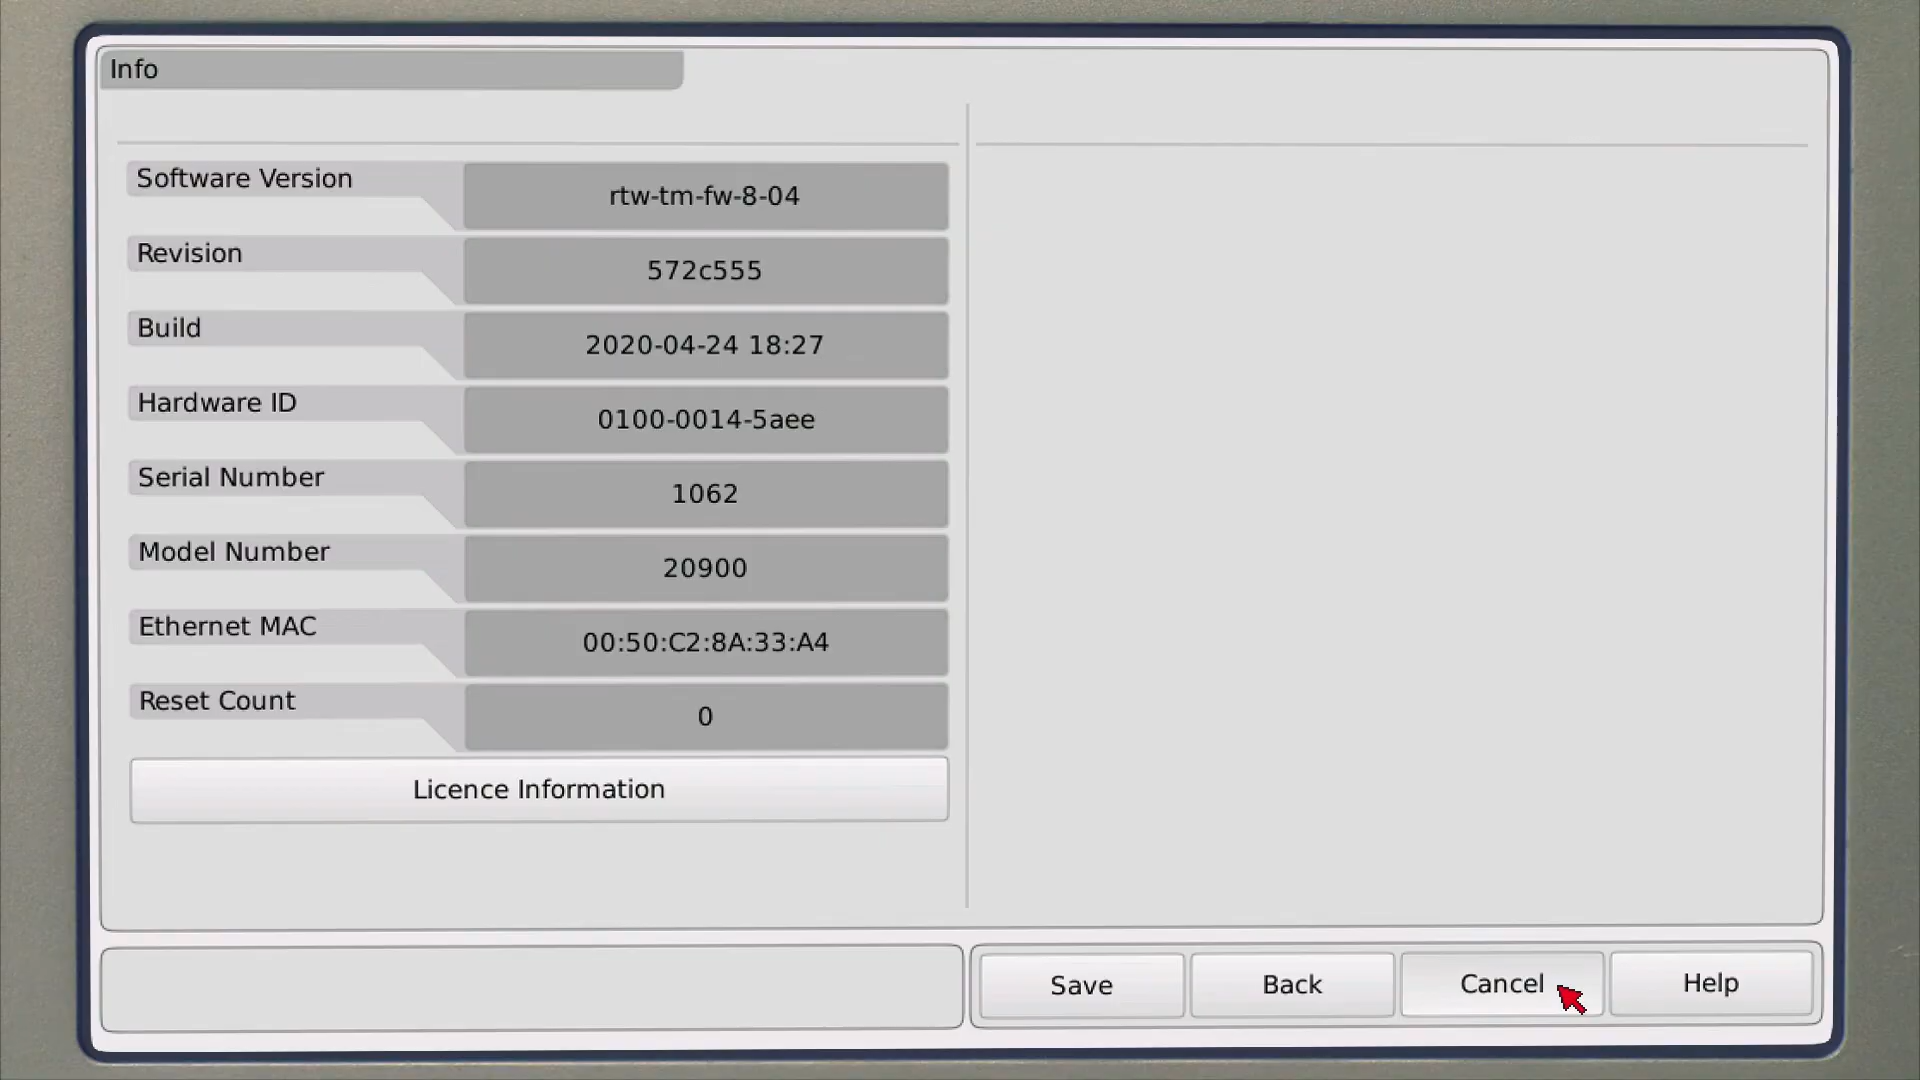 Info
Software Version
rtw-tm-fw-8-04
Revision
572c555
Build
2020-04-24 18:27
Hardware ID
0100-0014-5aee
Serial Number
1062
Model Number
20900
Ethernet MAC
00:50:C2:8A:33:A4
Reset Count
0
Licence Information
Save
Back
Cancel
Help